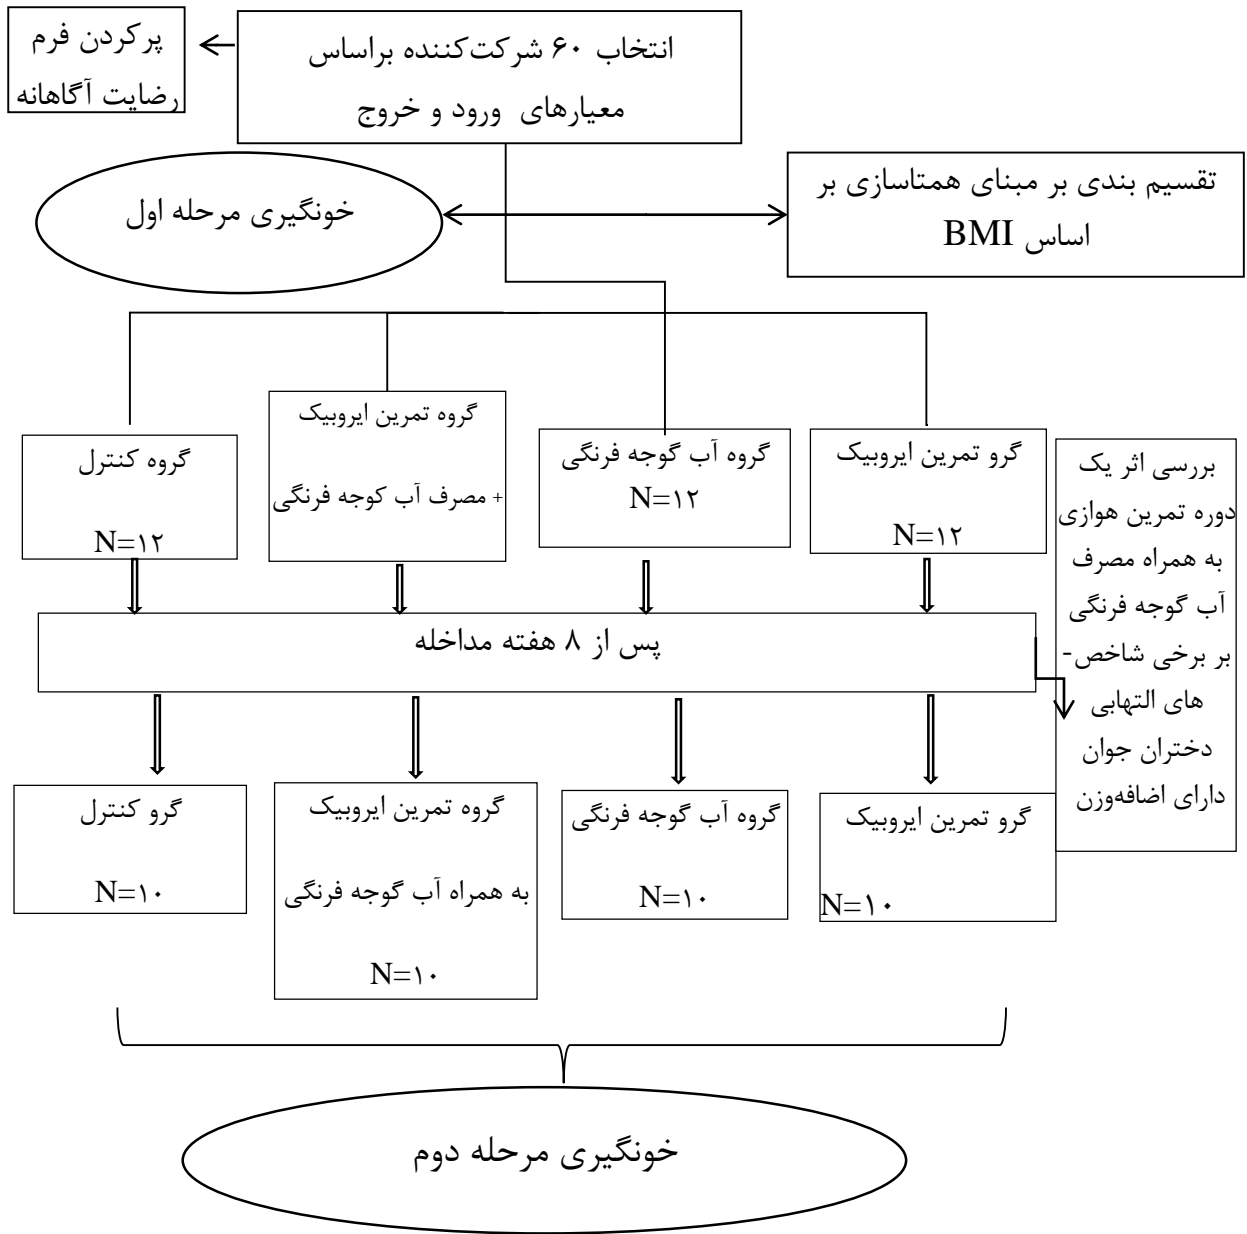 انتخاب ۶۰ شرکت‌کننده براساس
معیارهای ورود و خروج
پرکردن فرم
رضایت آگاهانه
تقسیم بندی بر مبنای همتاسازی بر
اساس BMI
خونگیری مرحله اول
گرو تمرین ایروبیک
N=۱۲
گروه آب گوجه فرنگی
N=۱۲
گروه تمرین ایروبیک
+ مصرف آب کوجه فرنگی
گروه کنترل
N=۱۲
بررسی اثر یک
دوره تمرین هوازی
به همراه مصرف
آب گوجه فرنگی
بر برخی شاخص-
های التهابی
دختران جوان
دارای اضافه‌وزن
پس از ۸ هفته مداخله
گرو تمرین ایروبیک
N=۱۰
گروه آب گوجه فرنگی
N=۱۰
گروه تمرین ایروبیک
به همراه آب گوجه فرنگی
N=۱۰
گرو کنترل
N=۱۰
خونگیری مرحله دوم